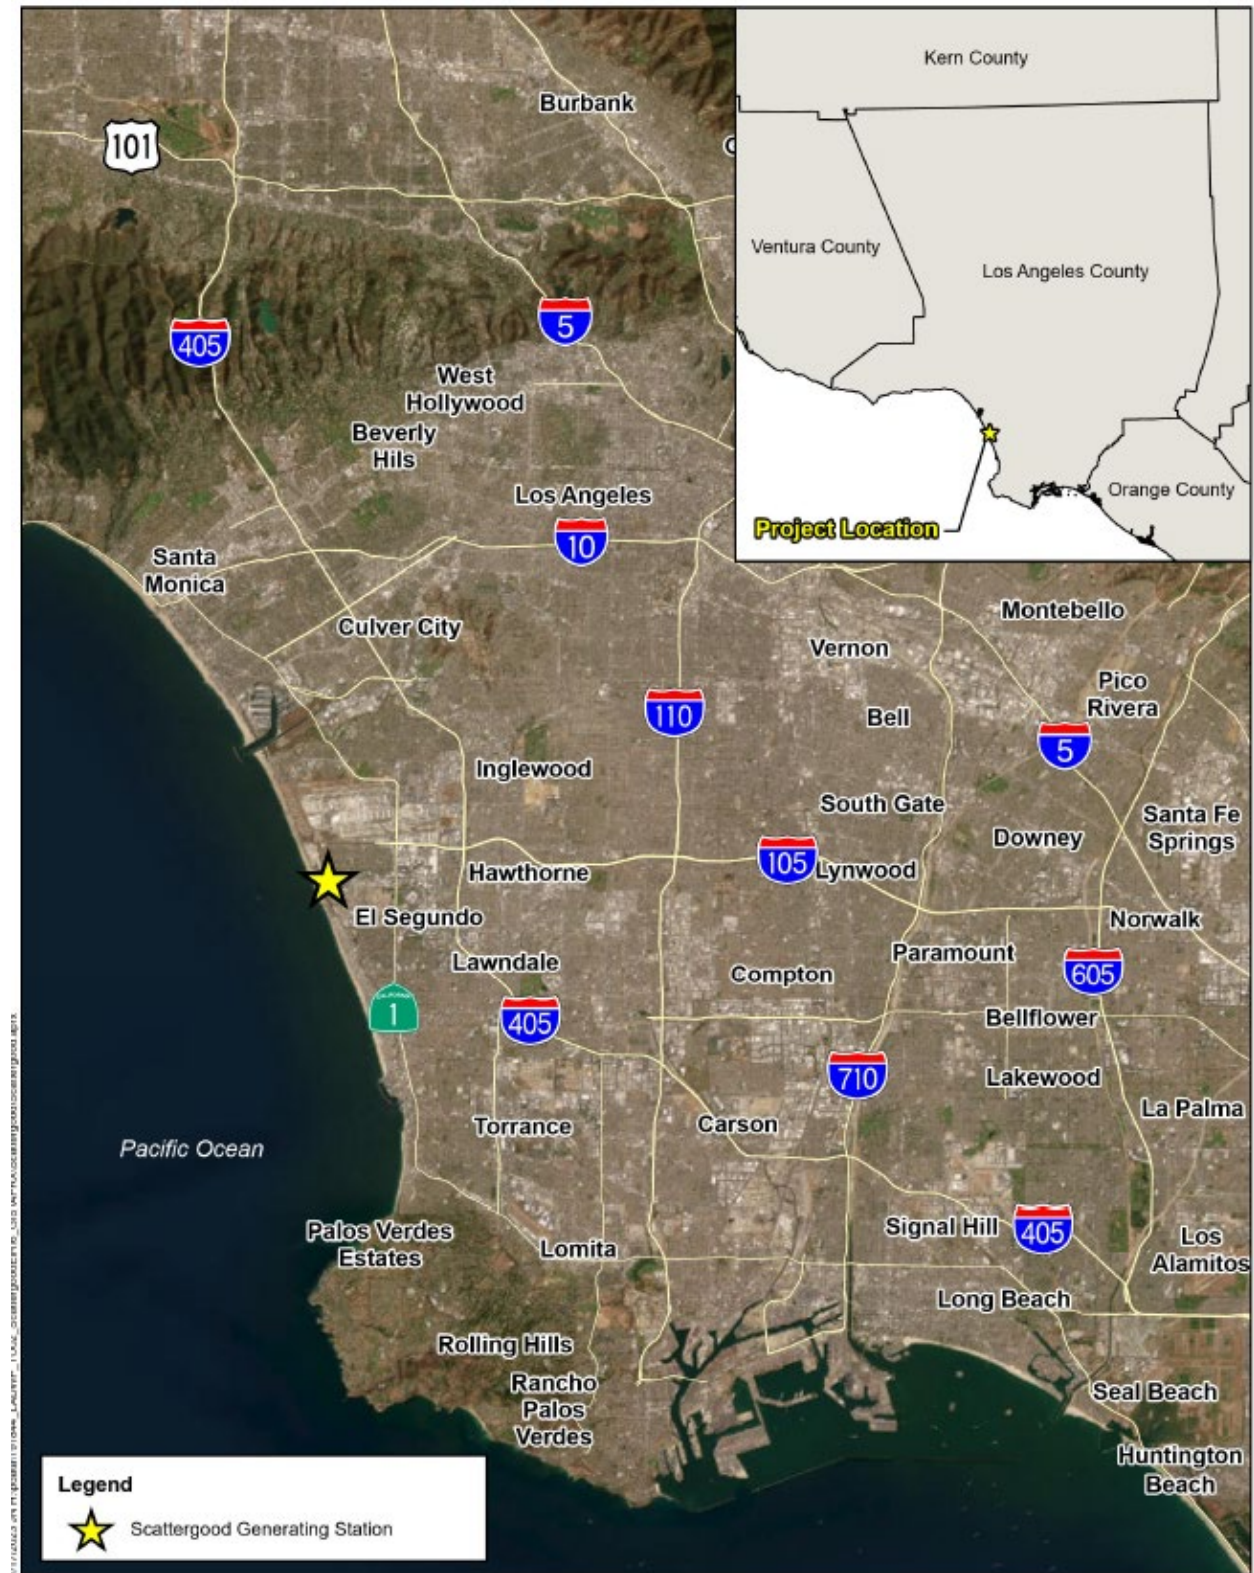 Burbank
101
405
5
West
Hollywood
Beverly
Hils
Los Angeles
10
Santa
Monica
Culver City
Kern County
Ventura County
Los Angeles County
Orange County
Project Location
Montebello
Vernon
Pico
Rivera
Bell
110
5
Inglewood
South Gate
Santa Fe
Springs
Downey
105
Lynwood
Hawthorne
El Segundo
Norwalk
Lawndale
Paramount
Compton
605
CALIFORNIA
1
405
Bellflower
710
Lakewood
La Palma
Torrance
Carson
Pacific Ocean
Palos Verdes
Estates
Lomita
Signal Hill
405
Los
Alamitos
Long Beach
Rolling Hills
Rancho
Palos
Verdes
Seal Beach
Huntington
Beach
Legend
Scattergood Generating Station